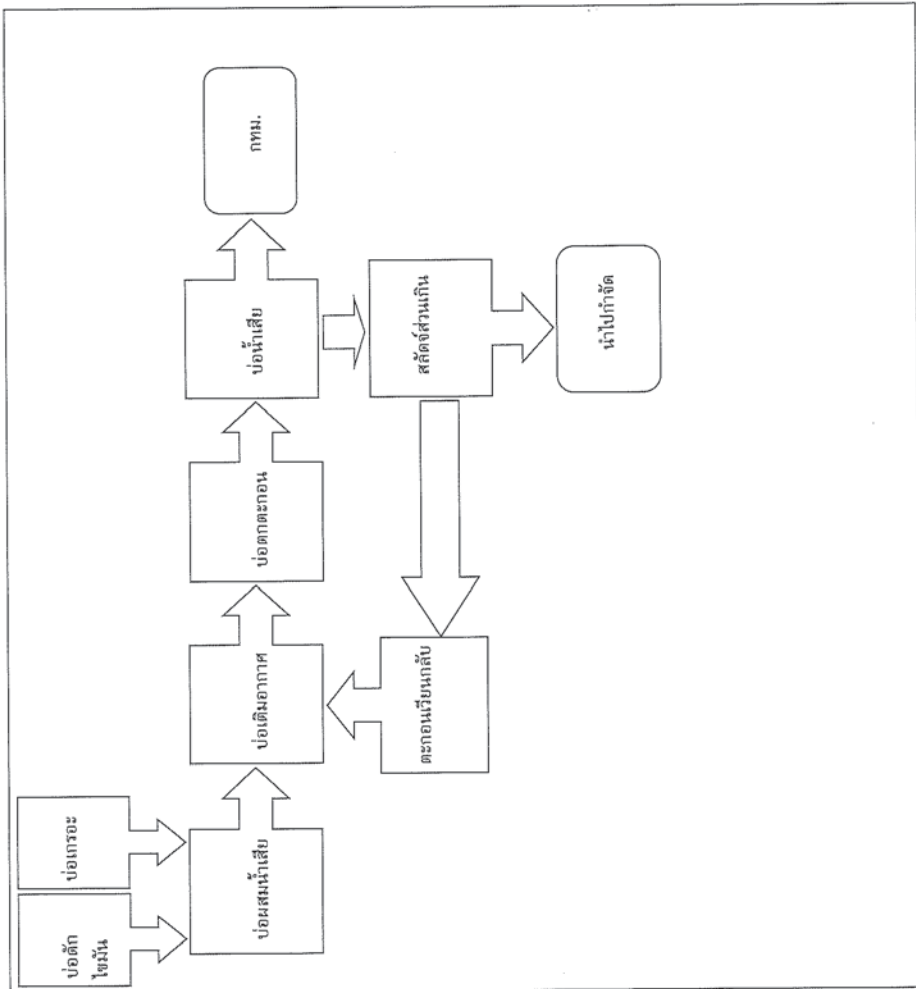 บ่อดัก
ไขมัน
บ่อเกรอะ
บ่อผสมน้ำเสีย
บ่อเติมอากาศ
บ่อตกตะกอน
บ่อน้ำเสีย
กทม.
ตะกอนเวียนกลับ
สลัดจ์ส่วนเกิน
นำไปกำจัด